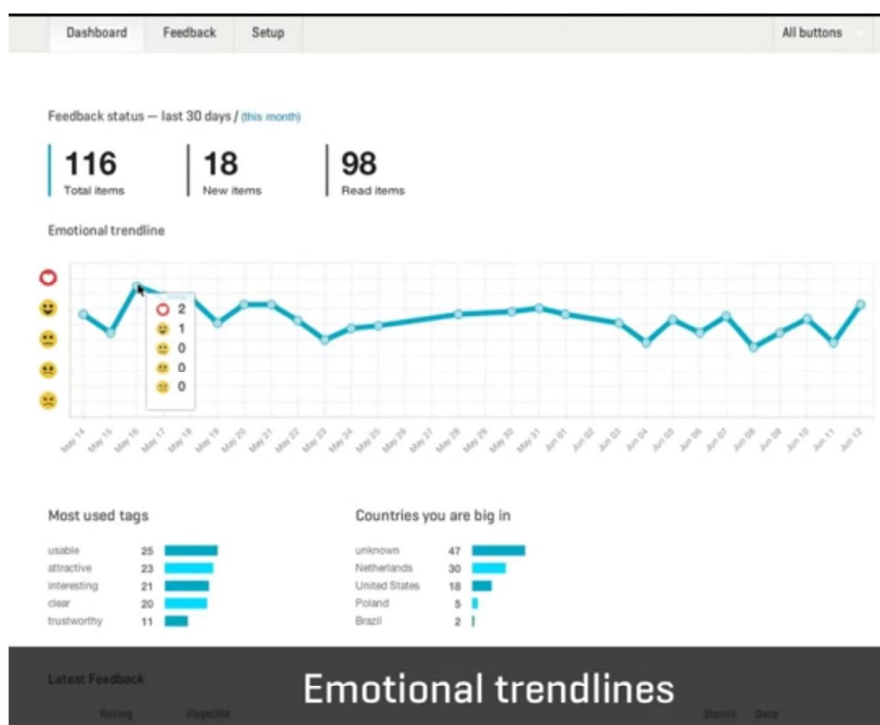 Dashboard Feedback Setup All buttons
Feedback status — last 30 days / (this month)
116 18 98
Total items New items Read items
Emotional trendline
2
1
0
0
0
May 14 May 15 May 16 May 17 May 18 May 19 May 20 May 21 May 22 May 23 May 24 May 25 May 26 May 27 May 28 May 29 May 30 May 31 Jun 01 Jun 02 Jun 03 Jun 04 Jun 05 Jun 06 Jun 07 Jun 08 Jun 09 Jun 10 Jun 11 Jun 12
Most used tags Countries you are big in
usable 25 unknown 47
attractive 23 Netherlands 30
interesting 21 United States 18
clear 20 Poland 5
trustworthy 11 Brazil 2
Latest Feedback
Emotional trendlines
Rating Status Date